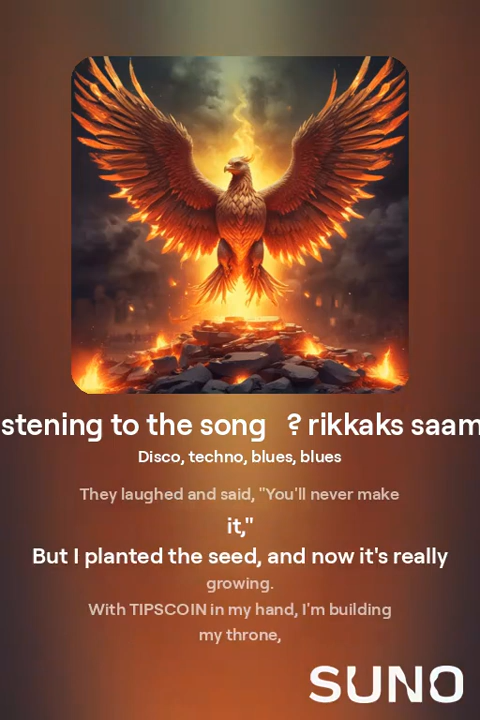 stening to the song ? rikkaks saam
Disco, techno, blues, blues
They laughed and said, "You'll never make
it,"
But I planted the seed, and now it's really
growing.
With TIPSCOIN in my hand, I'm building
my throne,
SUNO